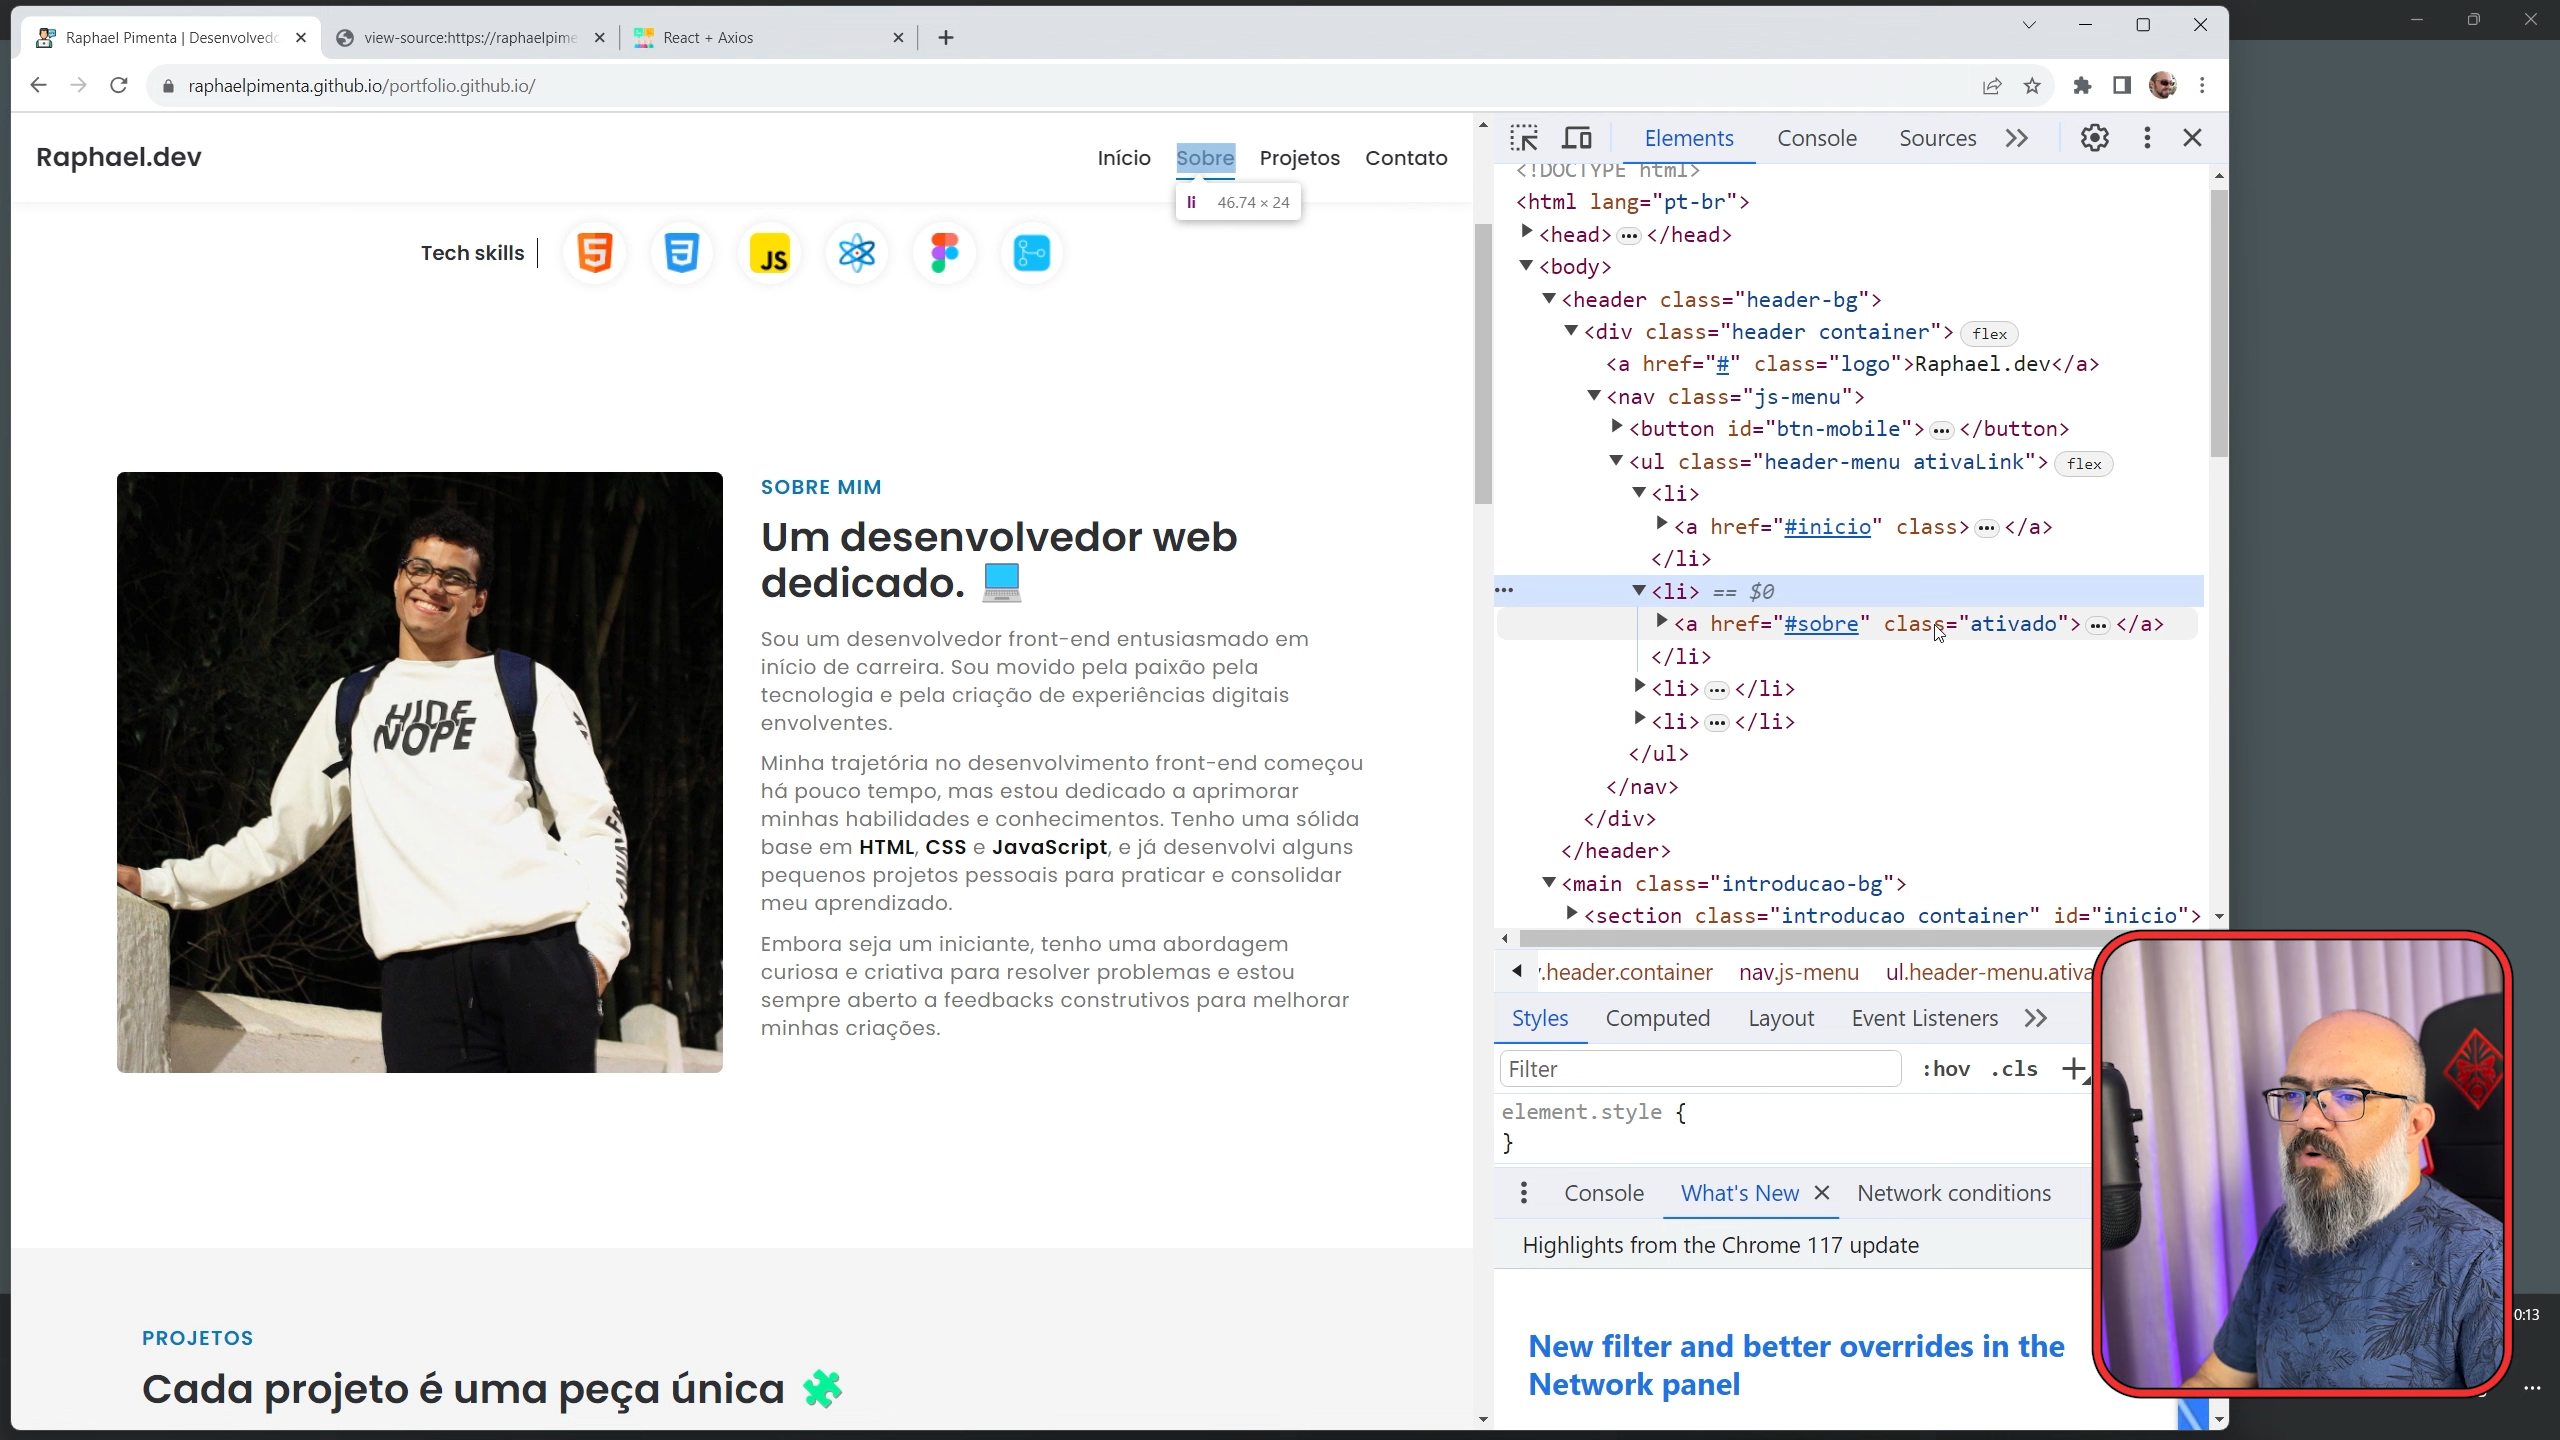 Raphael Pimenta | Desenvolved
view-source:https://raphaelpime
React + Axios
raphaelpimenta.github.io/portfolio.github.io/
Raphael.dev
Início
Sobre
Projetos
Contato
li 46.74 × 24
Tech skills
JS
SOBRE MIM
Um desenvolvedor web
dedicado.
Sou um desenvolvedor front-end entusiasmado em
início de carreira. Sou movido pela paixão pela
tecnologia e pela criação de experiências digitais
envolventes.
Minha trajetória no desenvolvimento front-end começou
há pouco tempo, mas estou dedicado a aprimorar
minhas habilidades e conhecimentos. Tenho uma sólida
base em HTML, CSS e JavaScript, e já desenvolvi alguns
pequenos projetos pessoais para praticar e consolidar
meu aprendizado.
Embora seja um iniciante, tenho uma abordagem
curiosa e criativa para resolver problemas e estou
sempre aberto a feedbacks construtivos para melhorar
minhas criações.
HIDE
NOPE
PROJETOS
Cada projeto é uma peça única
Elements
Console
Sources
<!DOCTYPE html>
<html lang="pt-br">
<head> ••• </head>
<body>
<header class="header-bg">
<div class="header container"> flex
<a href="#" class="logo">Raphael.dev</a>
<nav class="js-menu">
<button id="btn-mobile"> ••• </button>
<ul class="header-menu ativaLink"> flex
<li>
<a href="#inicio" class> ••• </a>
</li>
<li> == $0
<a href="#sobre" class="ativado"> ••• </a>
</li>
<li> ••• </li>
<li> ••• </li>
</ul>
</nav>
</div>
</header>
<main class="introducao-bg">
<section class="introducao container" id="inicio">
.header.container
nav.js-menu
ul.header-menu.ativa
Styles
Computed
Layout
Event Listeners
Filter
:hov
.cls
element.style {
}
Console
What's New
Network conditions
Highlights from the Chrome 117 update
New filter and better overrides in the
Network panel
0:13